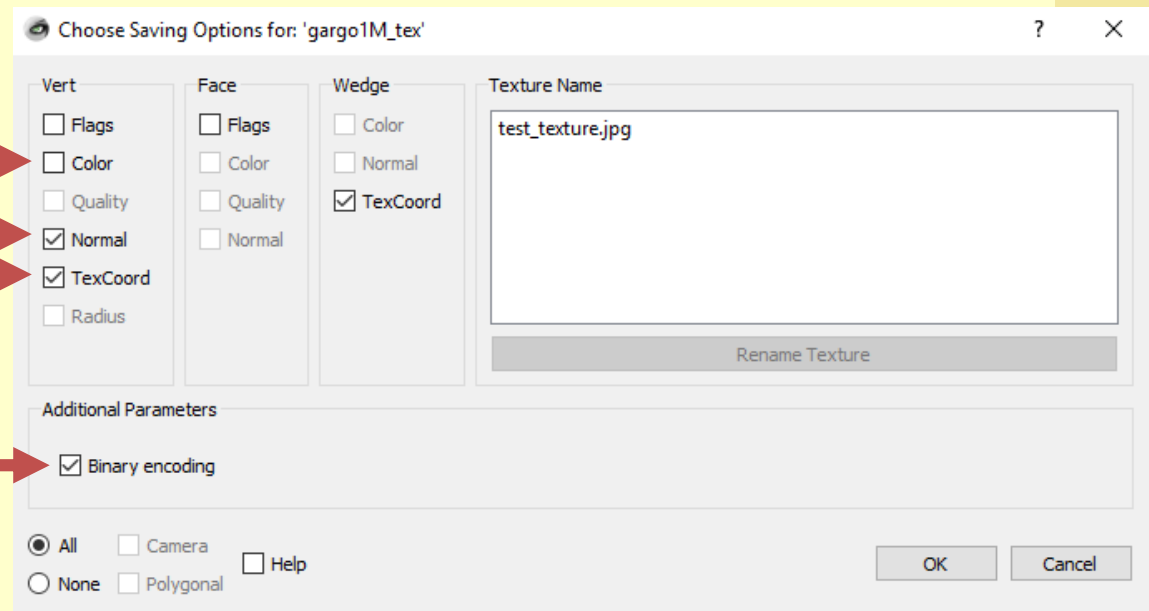 Choose Saving Options for: 'gargo1M_tex'
?
Vert
Flags
Color
Quality
Normal
TexCoord
Radius
Face
Flags
Color
Quality
Normal
Wedge
Color
Normal
TexCoord
Texture Name
test_texture.jpg
Rename Texture
Additional Parameters
Binary encoding
All
Camera
None
Polygonal
Help
OK
Cancel